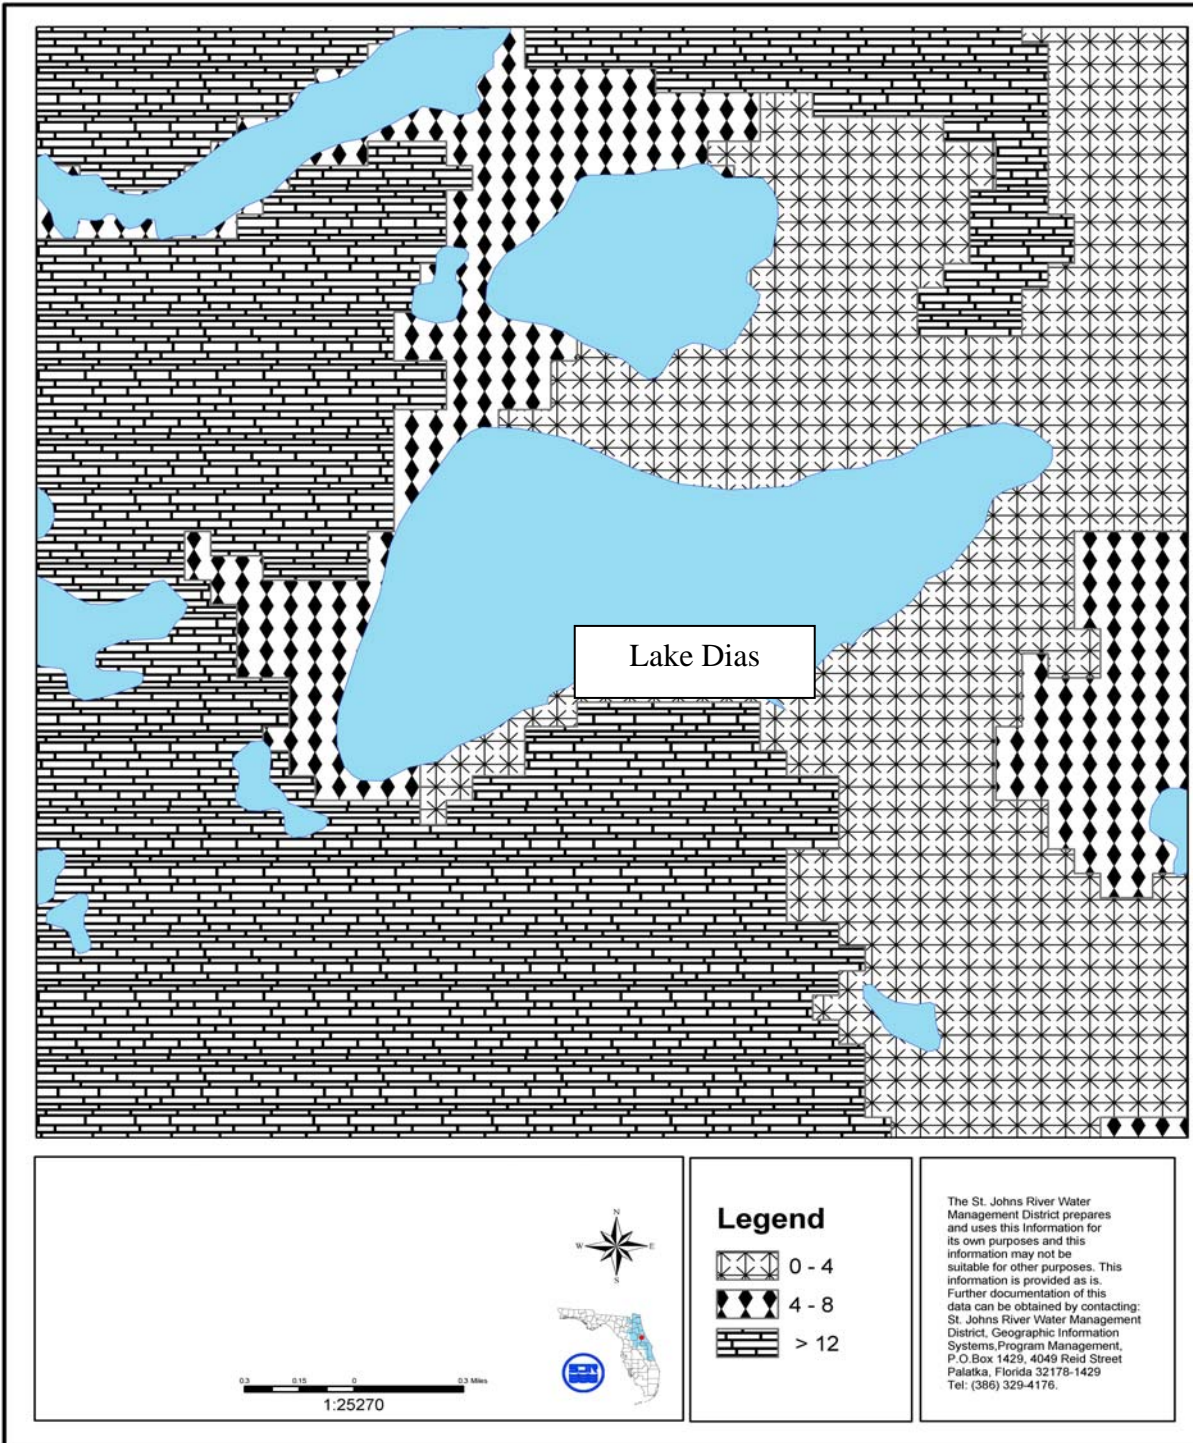 Lake Dias
N
W
E
S
0.3 0.15 0 0.3 Miles
1:25270
Legend
0 - 4
4 - 8
> 12
The St. Johns River Water
Management District prepares
and uses this Information for
its own purposes and this
information may not be
suitable for other purposes. This
information is provided as is.
Further documentation of this
data can be obtained by contacting:
St. Johns River Water Management
District, Geographic Information
Systems,Program Management,
P.O.Box 1429, 4049 Reid Street
Palatka, Florida 32178-1429
Tel: (386) 329-4176.